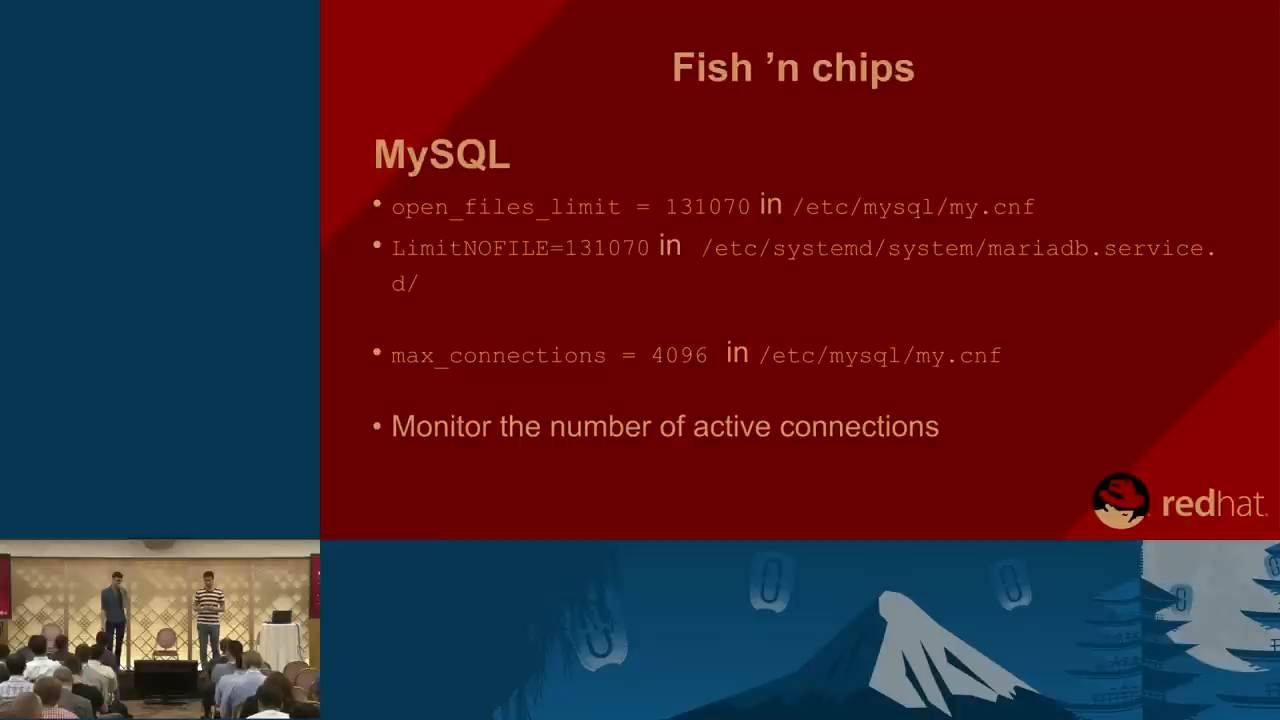 Fish ’n chips
MySQL
• open_files_limit = 131070 in /etc/mysql/my.cnf
• LimitNOFILE=131070 in /etc/systemd/system/mariadb.service.
d/
• max_connections = 4096 in /etc/mysql/my.cnf
• Monitor the number of active connections
redhat.